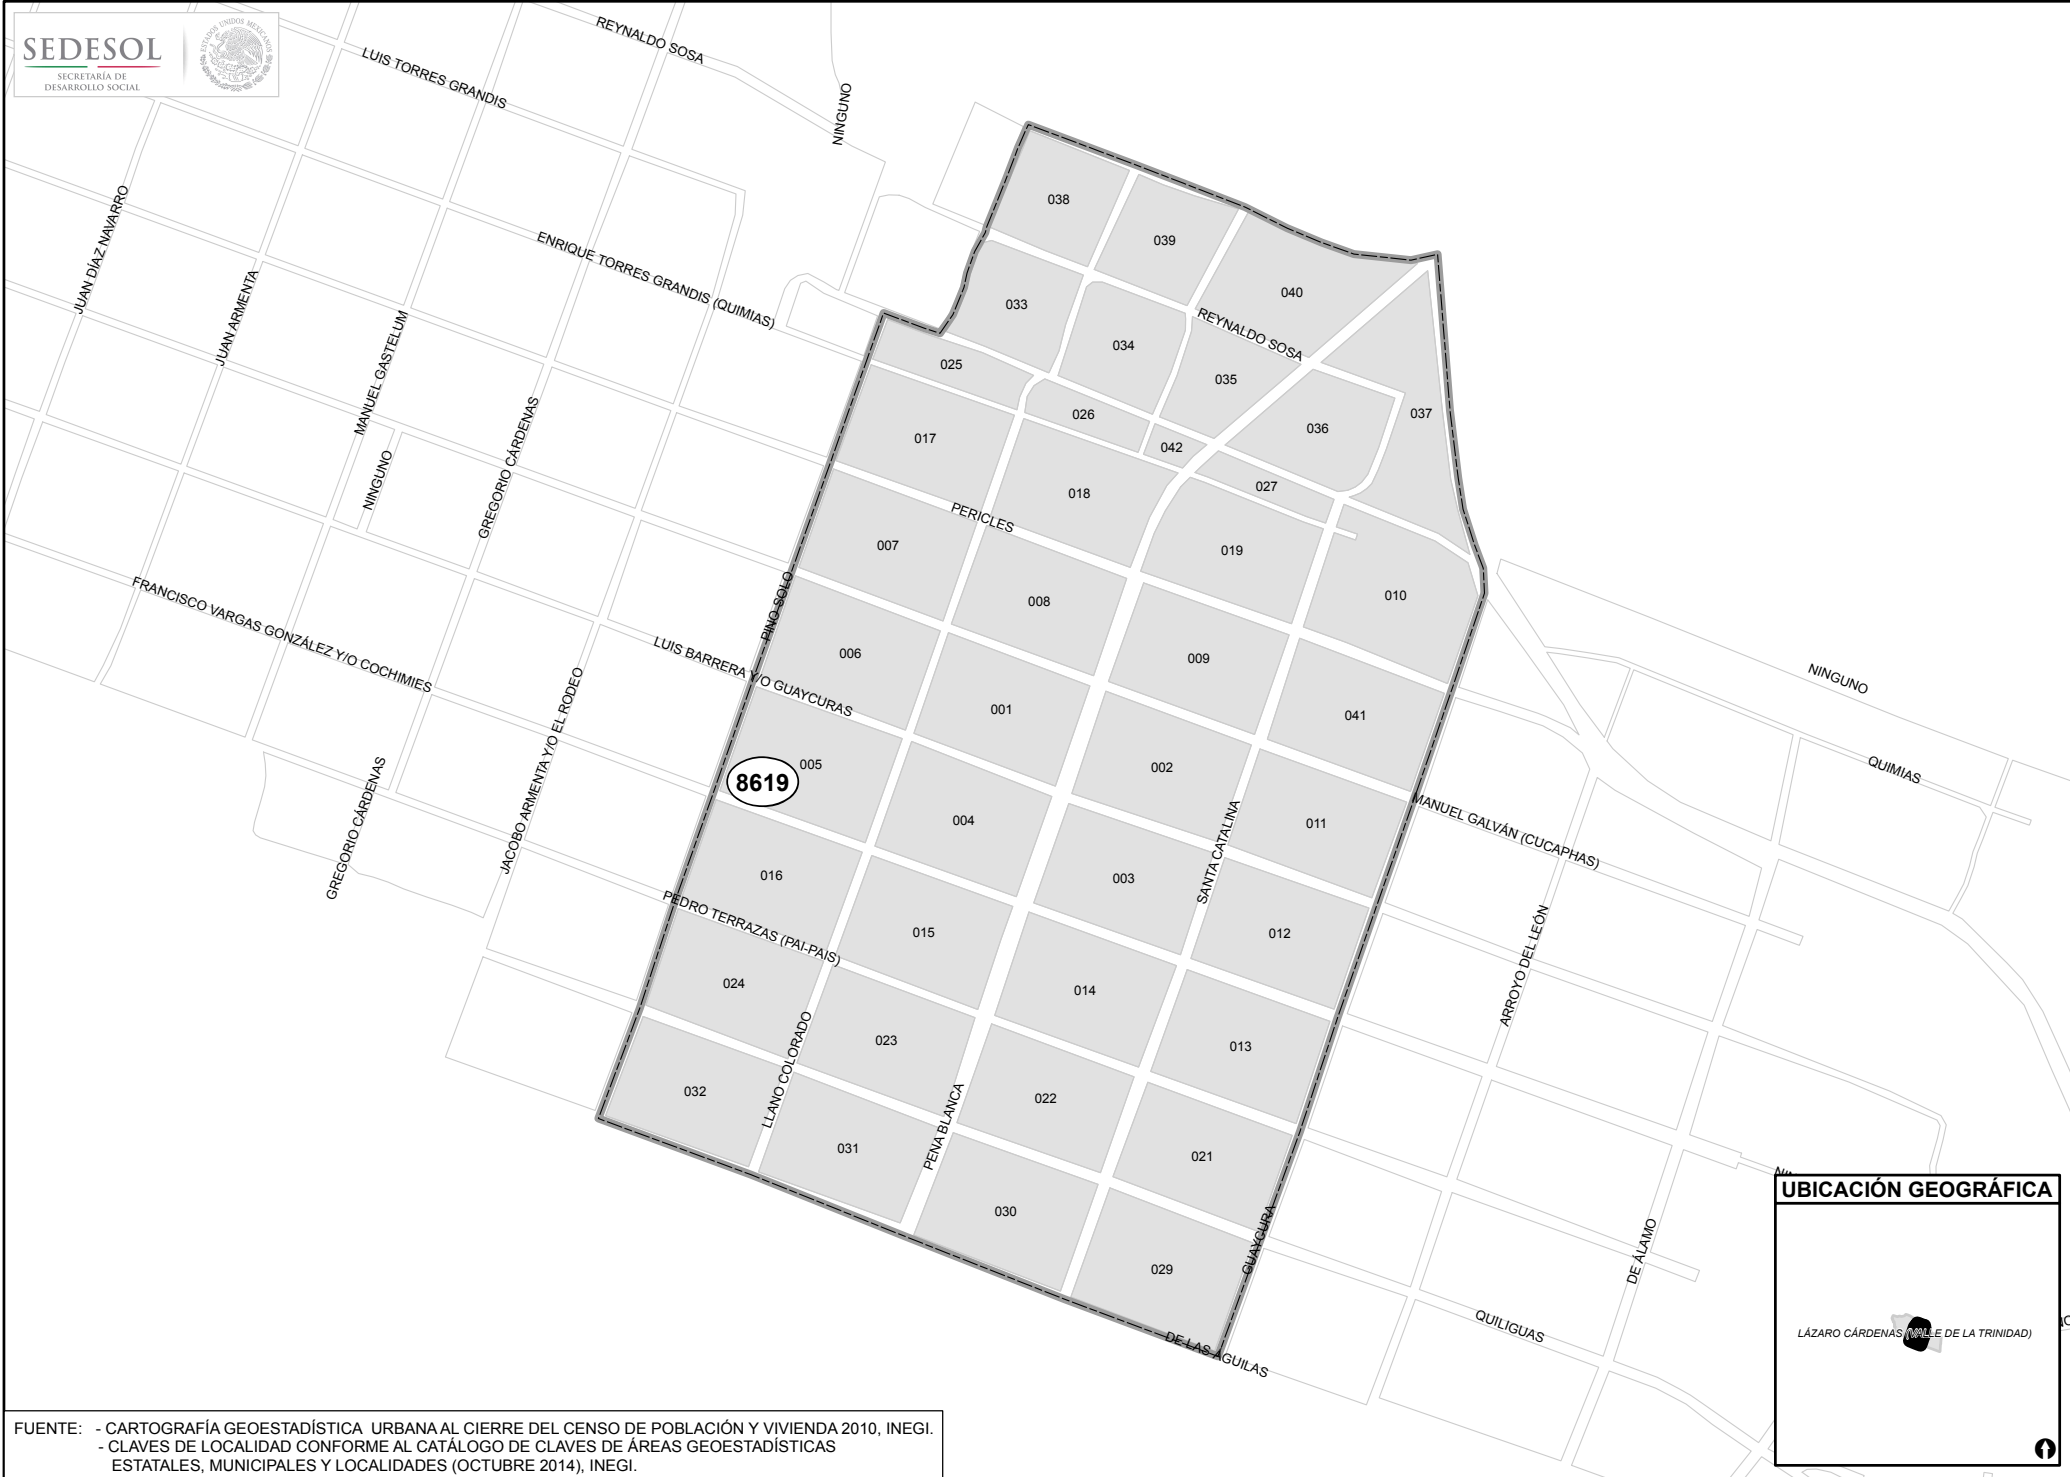 SEDESOL
SECRETARÍA DE
DESARROLLO SOCIAL
ESTADOS UNIDOS MEXICANOS
REYNALDO SOSA
LUIS TORRES GRANDIS
NINGUNO
JUAN DÍAZ NAVARRO
JUAN ARMENTA
ENRIQUE TORRES GRANDIS (QUIMIAS)
MANUEL GASTELUM
NINGUNO
GREGORIO CÁRDENAS
FRANCISCO VARGAS GONZÁLEZ Y/O COCHIMIES
GREGORIO CÁRDENAS
JACOBO ARMENTA Y/O EL RODEO
LUIS BARRERA Y/O GUAYCURAS
PINO SOLO
PERICLES
REYNALDO SOSA
038
039
040
033
034
035
037
025
026
036
042
017
018
027
007
019
010
008
006
009
001
041
005
8619
002
004
011
016
003
015
012
024
014
023
013
032
022
031
021
030
029
PEDRO TERRAZAS (PAI-PAIS)
LLANO COLORADO
PENA BLANCA
SANTA CATALINA
GUAYCURA
DE LAS AGUILAS
MANUEL GALVÁN (CUCAPHAS)
ARROYO DEL LEÓN
NINGUNO
QUIMIAS
DE ÁLAMO
QUILIGUAS
UBICACIÓN GEOGRÁFICA
LÁZARO CÁRDENAS (VALLE DE LA TRINIDAD)
FUENTE: - CARTOGRAFÍA GEOESTADÍSTICA URBANA AL CIERRE DEL CENSO DE POBLACIÓN Y VIVIENDA 2010, INEGI.
- CLAVES DE LOCALIDAD CONFORME AL CATÁLOGO DE CLAVES DE ÁREAS GEOESTADÍSTICAS
ESTATALES, MUNICIPALES Y LOCALIDADES (OCTUBRE 2014), INEGI.